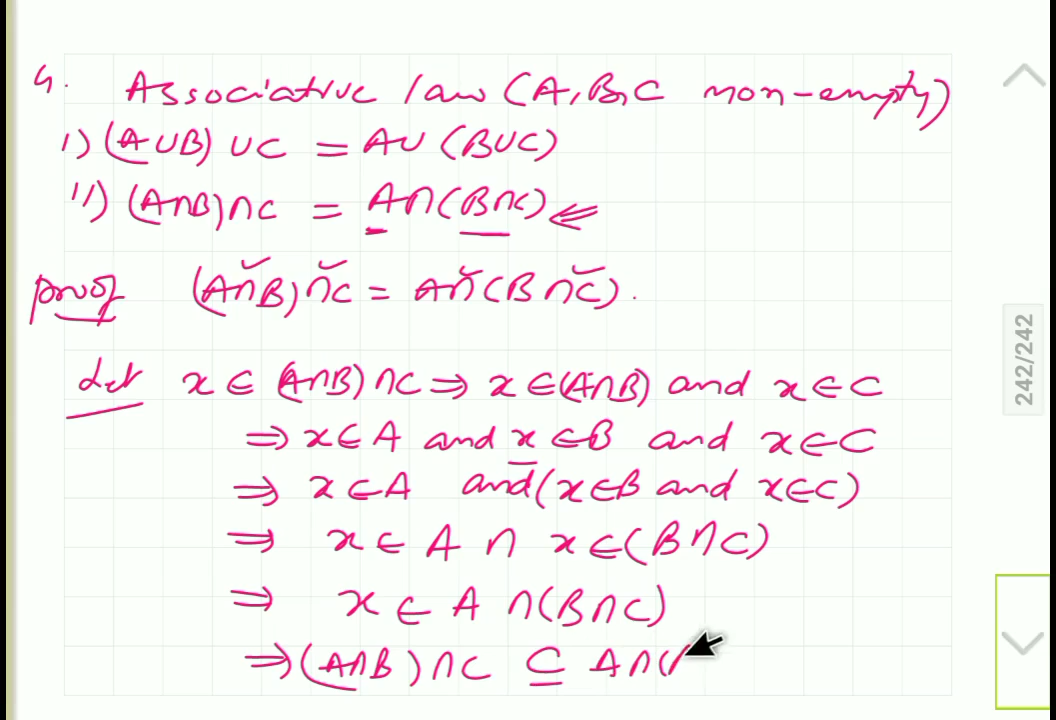 4. Associative law (A,B,C non-empty)
i) (A∪B) ∪C = A∪ (B∪C)
ii) (A∩B)∩C = A∩(B∩C) ⇐
proof (A∩B)∩C = A∩(B∩C).
Let x ∈ (A∩B)∩C ⇒ x ∈(A∩B) and x∈C
⇒ x∈A and x ∈B and x∈C
⇒ x∈A and (x∈B and x∈C)
⇒ x ∈ A ∩ x ∈(B∩C)
⇒ x ∈ A ∩(B∩C)
⇒(A∩B)∩C ⊆ A∩(
242/242